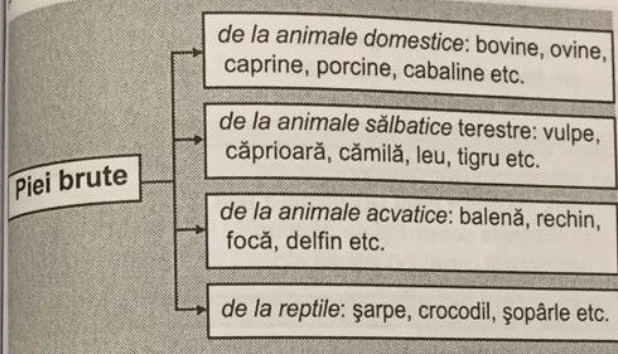 Piei brute
de la animale domestice: bovine, ovine,
caprine, porcine, cabaline etc.
de la animale sălbatice terestre: vulpe,
căprioară, cămilă, leu, tigru etc.
de la animale acvatice: balenă, rechin,
focă, delfin etc.
de la reptile: şarpe, crocodil, şopârle etc.